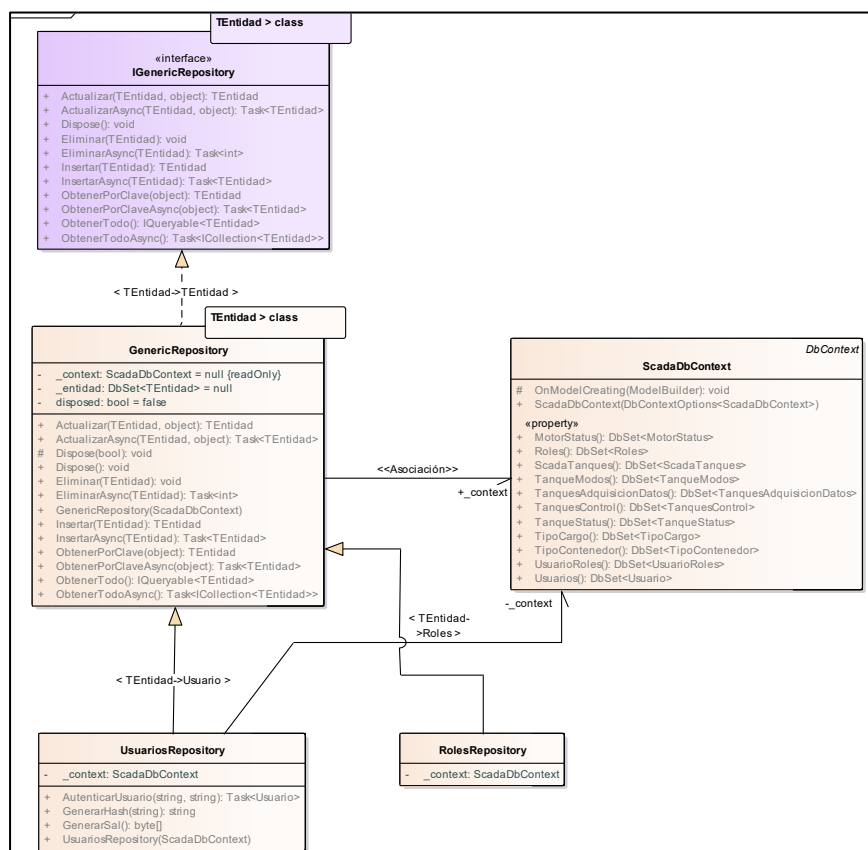 TEntidad > class
«interface»
IGenericRepository
+ Actualizar(TEntidad, object): TEntidad
+ ActualizarAsync(TEntidad, object): Task<TEntidad>
+ Dispose(): void
+ Eliminar(TEntidad): void
+ EliminarAsync(TEntidad): Task<int>
+ Insertar(TEntidad): TEntidad
+ InsertarAsync(TEntidad): Task<TEntidad>
+ ObtenerPorClave(object): TEntidad
+ ObtenerPorClaveAsync(object): Task<TEntidad>
+ ObtenerTodo(): IQueryable<TEntidad>
+ ObtenerTodoAsync(): Task<ICollection<TEntidad>>
< TEntidad->TEntidad >
TEntidad > class
GenericRepository
- _context: ScadaDbContext = null {readOnly}
- _entidad: DbSet<TEntidad> = null
- disposed: bool = false
+ Actualizar(TEntidad, object): TEntidad
+ ActualizarAsync(TEntidad, object): Task<TEntidad>
# Dispose(bool): void
+ Dispose(): void
+ Eliminar(TEntidad): void
+ EliminarAsync(TEntidad): Task<int>
+ GenericRepository(ScadaDbContext)
+ Insertar(TEntidad): TEntidad
+ InsertarAsync(TEntidad): Task<TEntidad>
+ ObtenerPorClave(object): TEntidad
+ ObtenerPorClaveAsync(object): Task<TEntidad>
+ ObtenerTodo(): IQueryable<TEntidad>
+ ObtenerTodoAsync(): Task<ICollection<TEntidad>>
<<Asociación>>
+_context
DbContext
ScadaDbContext
# OnModelCreating(ModelBuilder): void
+ ScadaDbContext(DbContextOptions<ScadaDbContext>)
«property»
+ MotorStatus(): DbSet<MotorStatus>
+ Roles(): DbSet<Roles>
+ ScadaTanques(): DbSet<ScadaTanques>
+ TanqueModos(): DbSet<TanqueModos>
+ TanquesAdquisicionDatos(): DbSet<TanquesAdquisicionDatos>
+ TanquesControl(): DbSet<TanquesControl>
+ TanqueStatus(): DbSet<TanqueStatus>
+ TipoCargo(): DbSet<TipoCargo>
+ TipoContenedor(): DbSet<TipoContenedor>
+ UsuarioRoles(): DbSet<UsuarioRoles>
+ Usuarios(): DbSet<Usuario>
-_context
< TEntidad-
>Roles >
< TEntidad->Usuario >
UsuariosRepository
- _context: ScadaDbContext
+ AutenticarUsuario(string, string): Task<Usuario>
+ GenerarHash(string): string
+ GenerarSal(): byte[]
+ UsuariosRepository(ScadaDbContext)
RolesRepository
- _context: ScadaDbContext